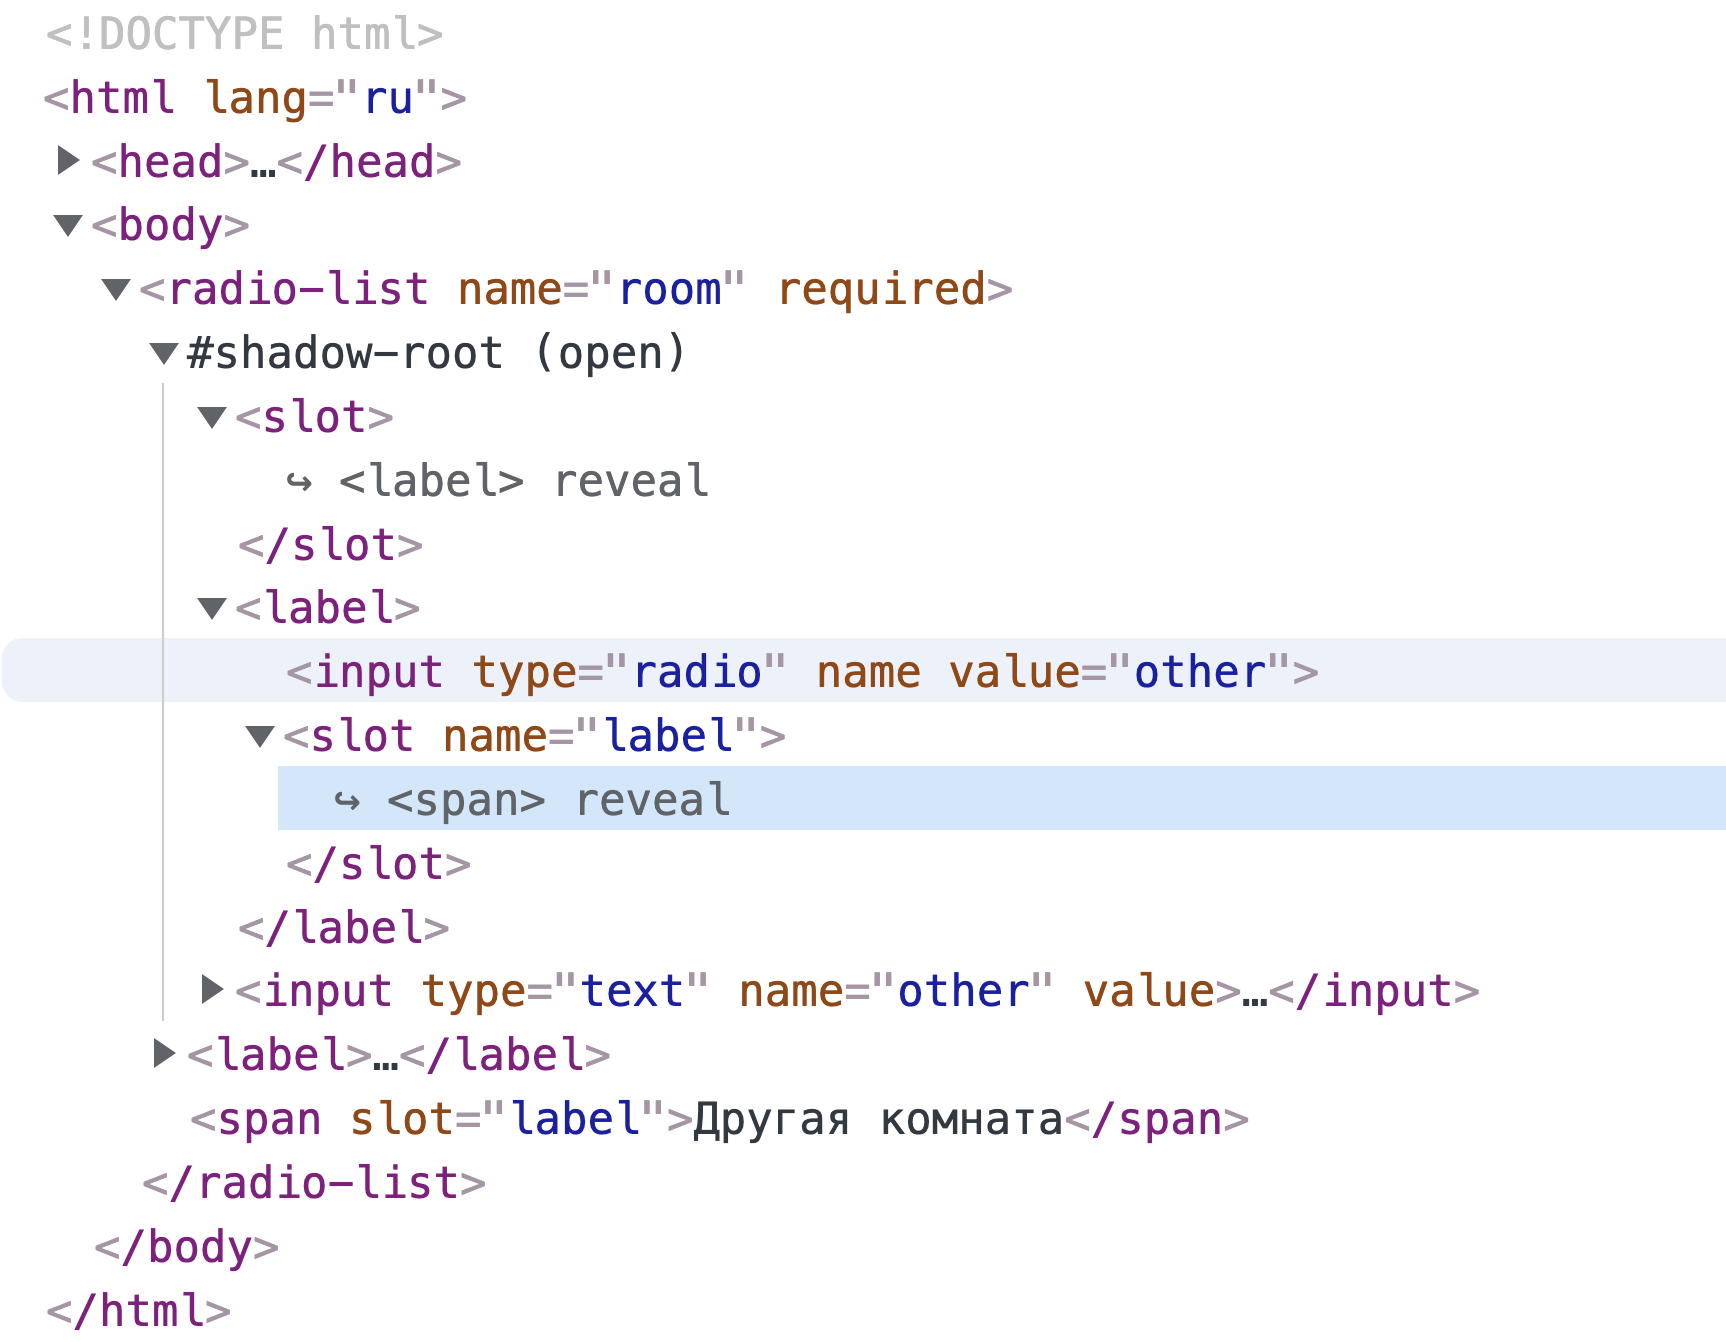 <!DOCTYPE html>
<html lang="ru">
▶<head>…</head>
▼<body>
▼<radio-list name="room" required>
▼#shadow-root (open)
▼<slot>
↪ <label> reveal
</slot>
▼<label>
<input type="radio" name value="other">
▼<slot name="label">
↪ <span> reveal
</slot>
</label>
▶<input type="text" name="other" value>…</input>
▶<label>…</label>
<span slot="label">Другая комната</span>
</radio-list>
</body>
</html>